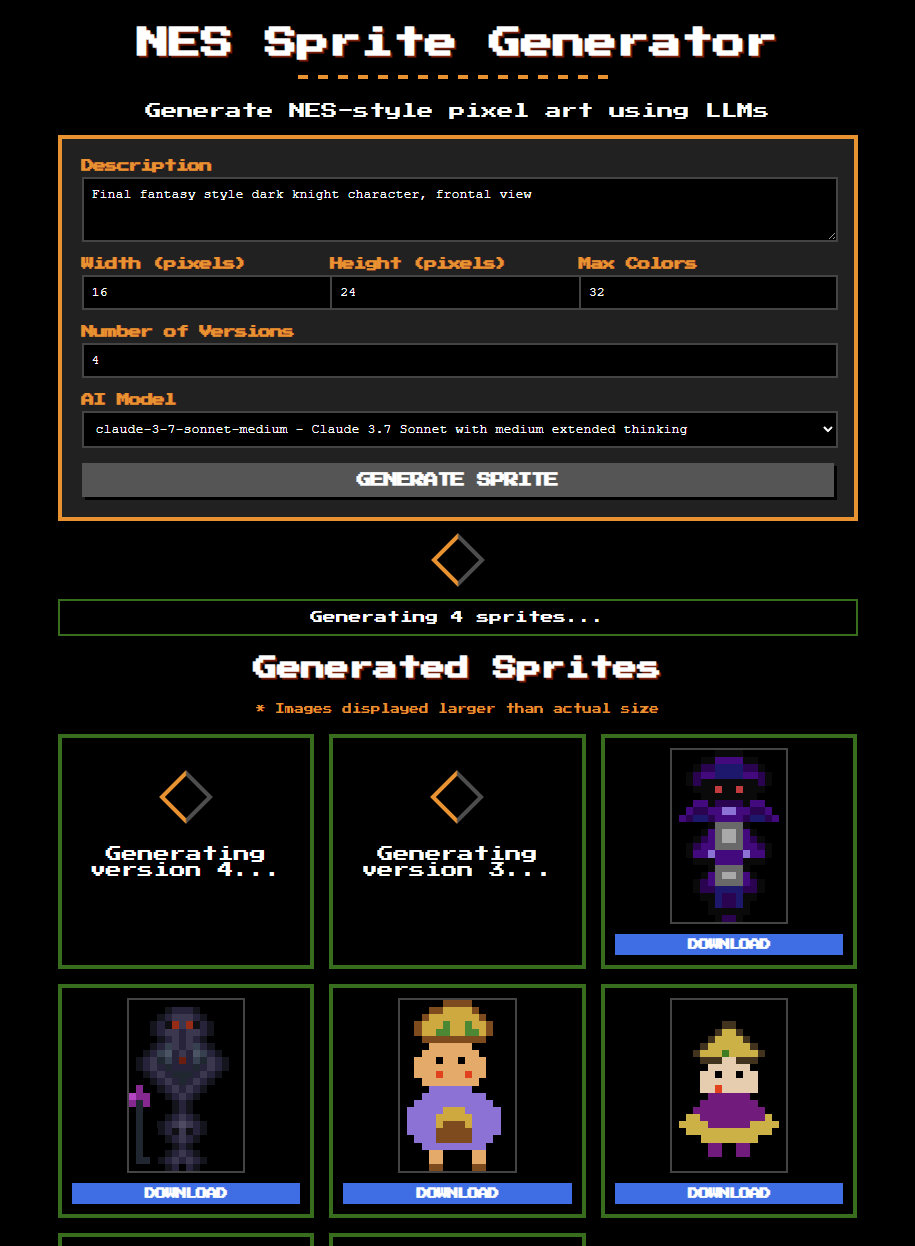 NES Sprite Generator
Generate NES-style pixel art using LLMs
Description
Final fantasy style dark knight character, frontal view
Width (pixels)
Height (pixels)
Max Colors
16
24
32
Number of Versions
4
AI Model
claude-3-7-sonnet-medium - Claude 3.7 Sonnet with medium extended thinking
GENERATE SPRITE
Generating 4 sprites...
Generated Sprites
* Images displayed larger than actual size
Generating
version 4...
Generating
version 3...
DOWNLOAD
DOWNLOAD
DOWNLOAD
DOWNLOAD